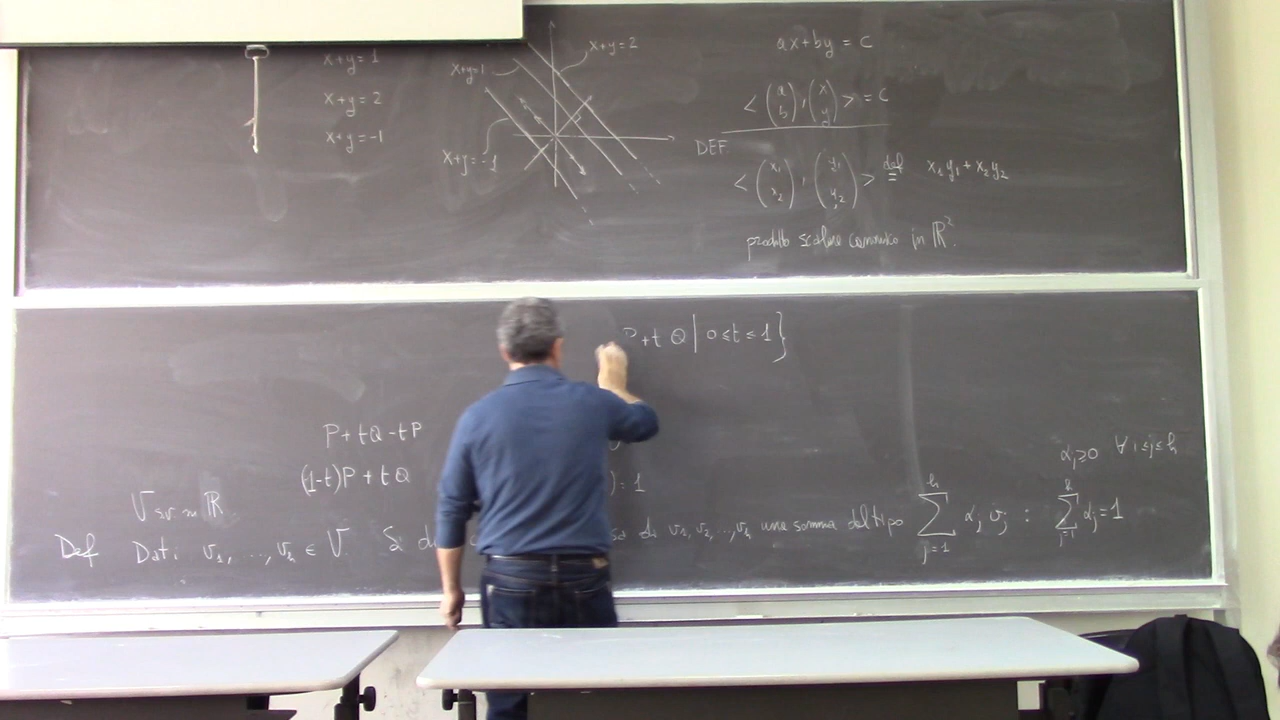 x+y=1
x+y=2
x+y=-1
x+y=1
x+y=2
x+y=-1
ax+by=c
<(a b),(x y)>=c
DEF
<(x₁ x₂),(y₁ y₂)> def = x₁y₁+x₂y₂
prodotto scalare canonico in ℝ².
P+tQ | 0≤t≤1}
P+tQ-tP
(1-t)P+tQ
)=1
V sv su ℝ
αⱼ≥0 ∀ 1≤j≤h
Def Dati v₁,...,vₕ ∈ V Si di v₁,v₂,...,vₕ una somma del tipo ∑ⱼ₌₁ʰ αⱼvⱼ : ∑ⱼ₌₁ʰ αⱼ=1